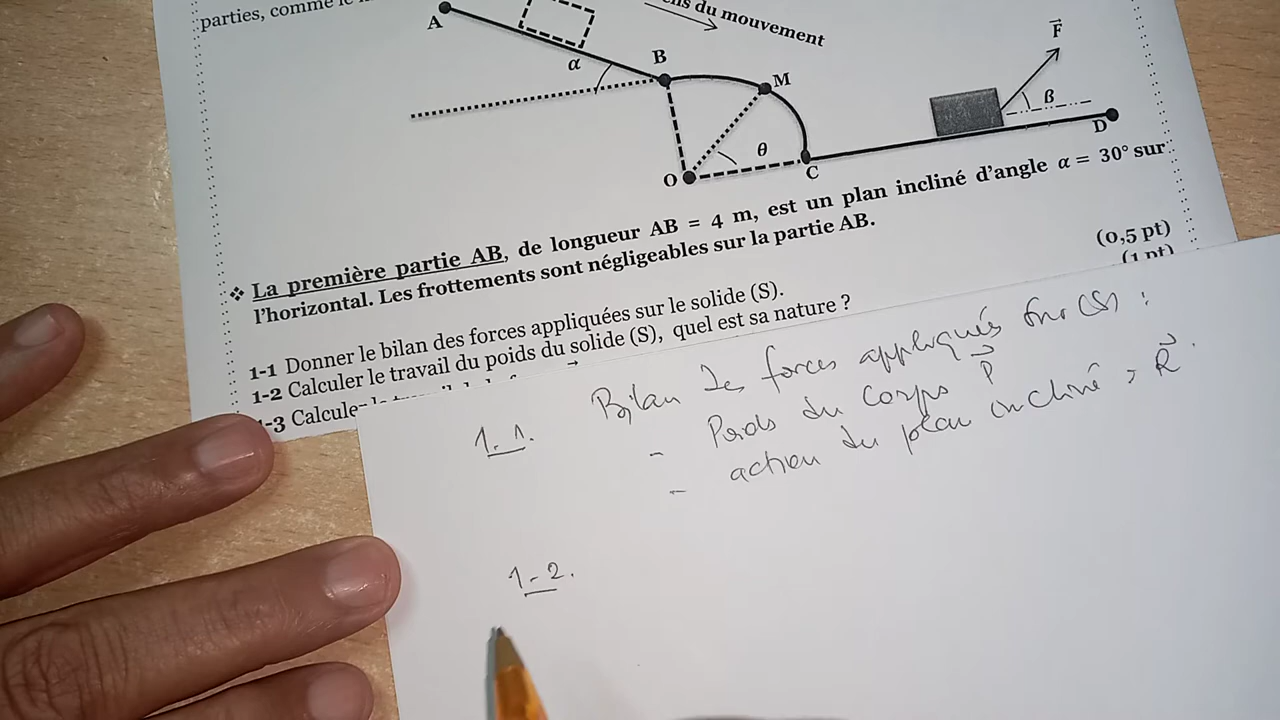 parties, comme le
ns du mouvement
A
α
B
M
F
β
D
θ
O
C
❖ La première partie AB, de longueur AB = 4 m, est un plan incliné d'angle α = 30° sur
l'horizontal. Les frottements sont négligeables sur la partie AB.
1-1 Donner le bilan des forces appliquées sur le solide (S). (0,5 pt)
1-2 Calculer le travail du poids du solide (S), quel est sa nature ? (1 pt)
1-3 Calculer
1.1. Bilan des forces appliqués sur (S) :
- Poids du corps P
- action du plan incliné, R.
1-2.